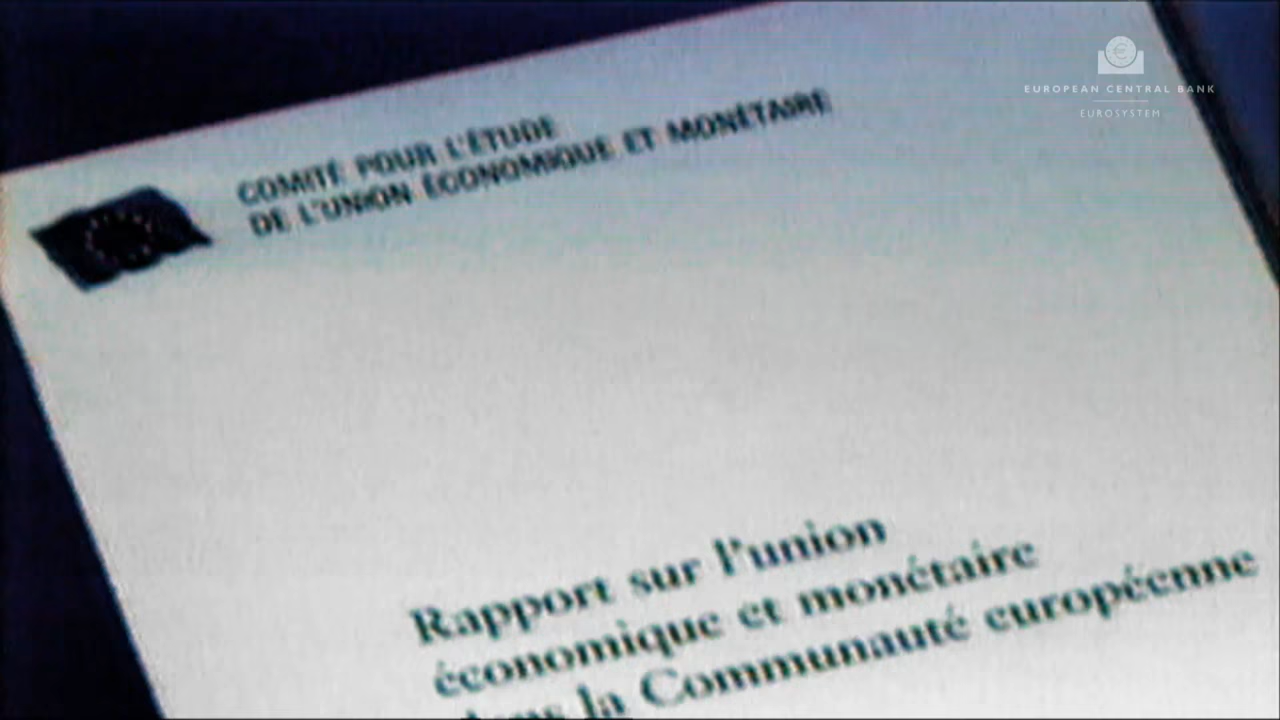 EUROPEAN CENTRAL BANK
EUROSYSTEM
COMITÉ POUR L'ÉTUDE
DE L'UNION ÉCONOMIQUE ET MONÉTAIRE
Rapport sur l'union
économique et monétaire
dans la Communauté européenne